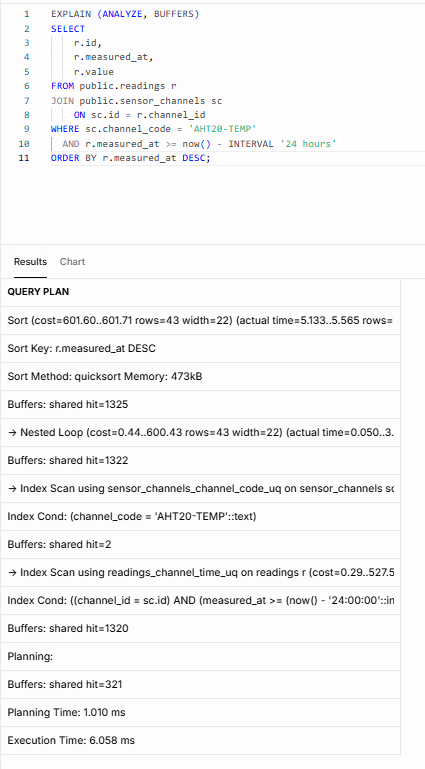 1 EXPLAIN (ANALYZE, BUFFERS)
2 SELECT
3 r.id,
4 r.measured_at,
5 r.value
6 FROM public.readings r
7 JOIN public.sensor_channels sc
8 ON sc.id = r.channel_id
9 WHERE sc.channel_code = 'AHT20-TEMP'
10 AND r.measured_at >= now() - INTERVAL '24 hours'
11 ORDER BY r.measured_at DESC;
Results Chart
QUERY PLAN
Sort (cost=601.60..601.71 rows=43 width=22) (actual time=5.133..5.565 rows=
Sort Key: r.measured_at DESC
Sort Method: quicksort Memory: 473kB
Buffers: shared hit=1325
-> Nested Loop (cost=0.44..600.43 rows=43 width=22) (actual time=0.050..3.
Buffers: shared hit=1322
-> Index Scan using sensor_channels_channel_code_uq on sensor_channels sc
Index Cond: (channel_code = 'AHT20-TEMP'::text)
Buffers: shared hit=2
-> Index Scan using readings_channel_time_uq on readings r (cost=0.29..527.5
Index Cond: ((channel_id = sc.id) AND (measured_at >= (now() - '24:00:00'::in
Buffers: shared hit=1320
Planning:
Buffers: shared hit=321
Planning Time: 1.010 ms
Execution Time: 6.058 ms